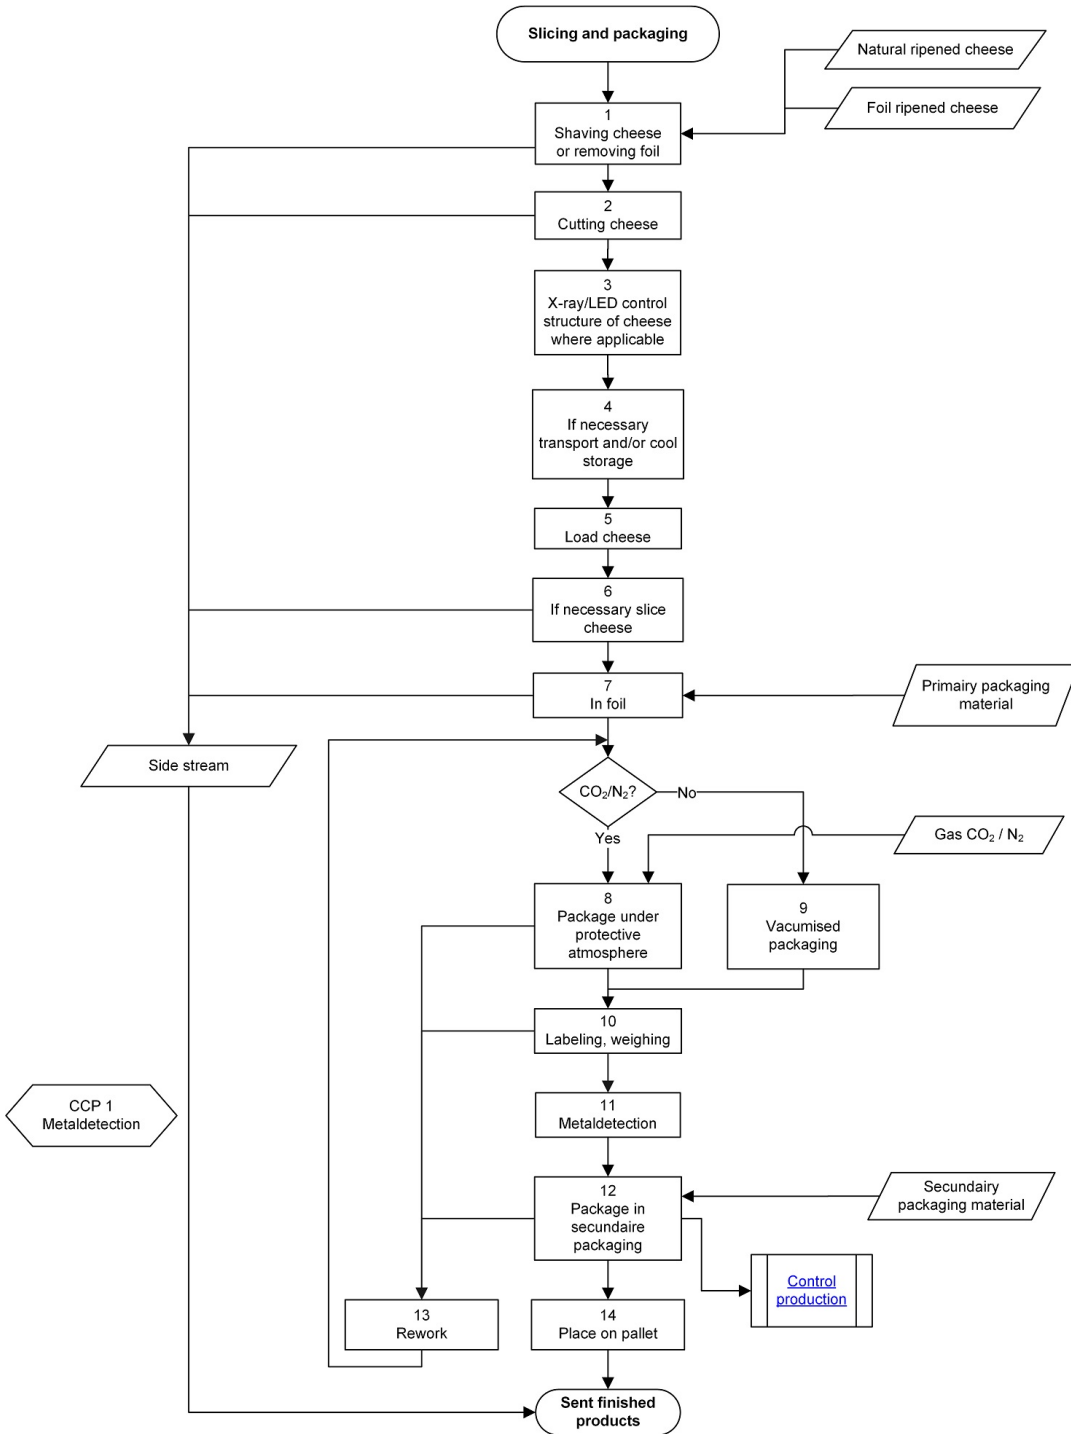 Slicing and packaging
Natural ripened cheese
Foil ripened cheese
1
Shaving cheese
or removing foil
2
Cutting cheese
3
X-ray/LED control
structure of cheese
where applicable
4
If necessary
transport and/or cool
storage
5
Load cheese
6
If necessary slice
cheese
7
In foil
Primairy packaging
material
Side stream
CO₂/N₂?
No
Yes
Gas CO₂ / N₂
8
Package under
protective
atmosphere
9
Vacumised
packaging
10
Labeling, weighing
CCP 1
Metaldetection
11
Metaldetection
12
Package in
secundaire
packaging
Secundairy
packaging material
Control
production
13
Rework
14
Place on pallet
Sent finished
products